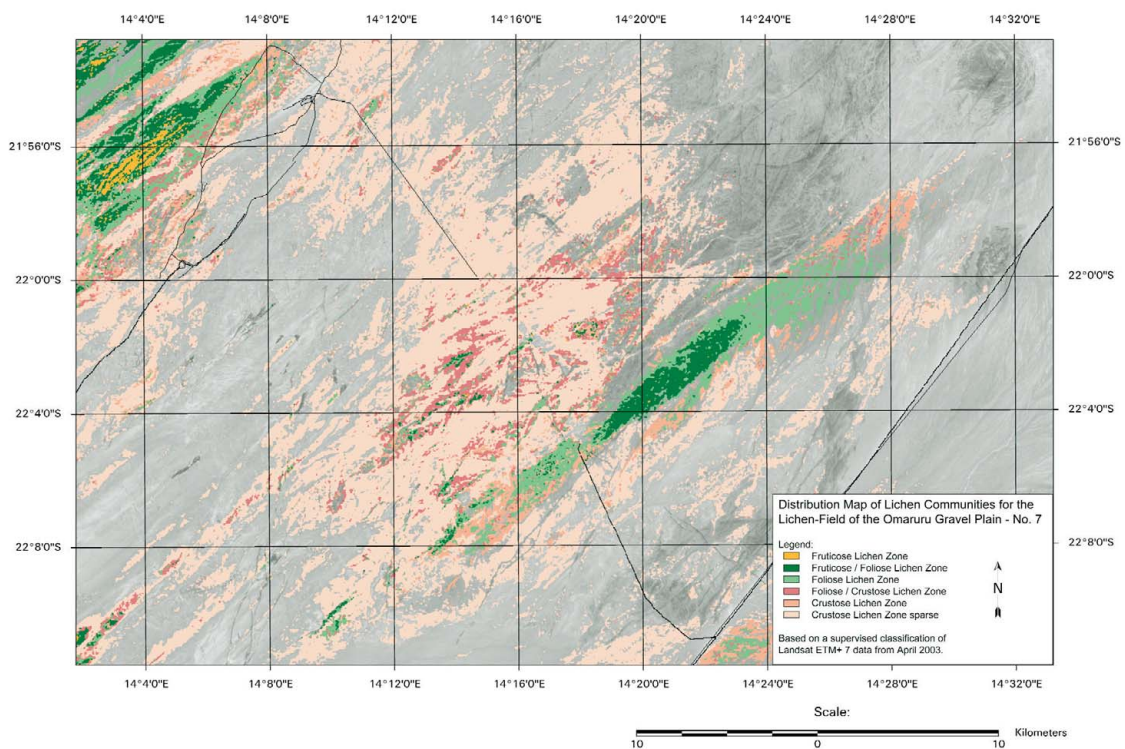 14°4'0"E 14°8'0"E 14°12'0"E 14°16'0"E 14°20'0"E 14°24'0"E 14°28'0"E 14°32'0"E
21°56'0"S 21°56'0"S
22°0'0"S 22°0'0"S
22°4'0"S 22°4'0"S
22°8'0"S 22°8'0"S
Distribution Map of Lichen Communities for the
Lichen-Field of the Omaruru Gravel Plain - No. 7
Legend:
Fruticose Lichen Zone
Fruticose / Foliose Lichen Zone
Foliose Lichen Zone
Foliose / Crustose Lichen Zone
Crustose Lichen Zone
Crustose Lichen Zone sparse
N
Based on a supervised classification of
Landsat ETM+ 7 data from April 2003.
14°4'0"E 14°8'0"E 14°12'0"E 14°16'0"E 14°20'0"E 14°24'0"E 14°28'0"E 14°32'0"E
Scale:
Kilometers
10 0 10